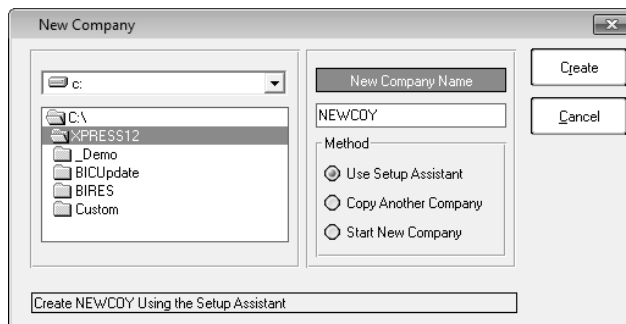 New Company
c:
C:\
XPRESS12
_Demo
BICUpdate
BIRES
Custom
New Company Name
NEWCOY
Method
Use Setup Assistant
Copy Another Company
Start New Company
Create
Cancel
Create NEWCOY Using the Setup Assistant